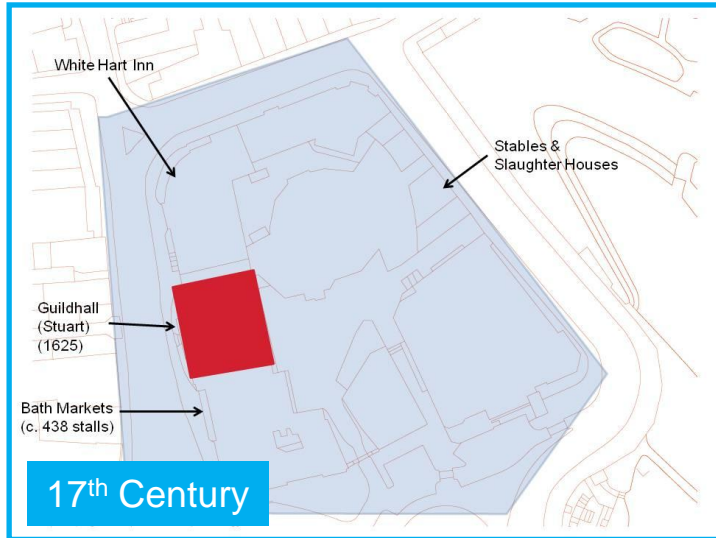 White Hart Inn
Stables &
Slaughter Houses
Guildhall
(Stuart)
(1625)
Bath Markets
(c. 438 stalls)
17th Century